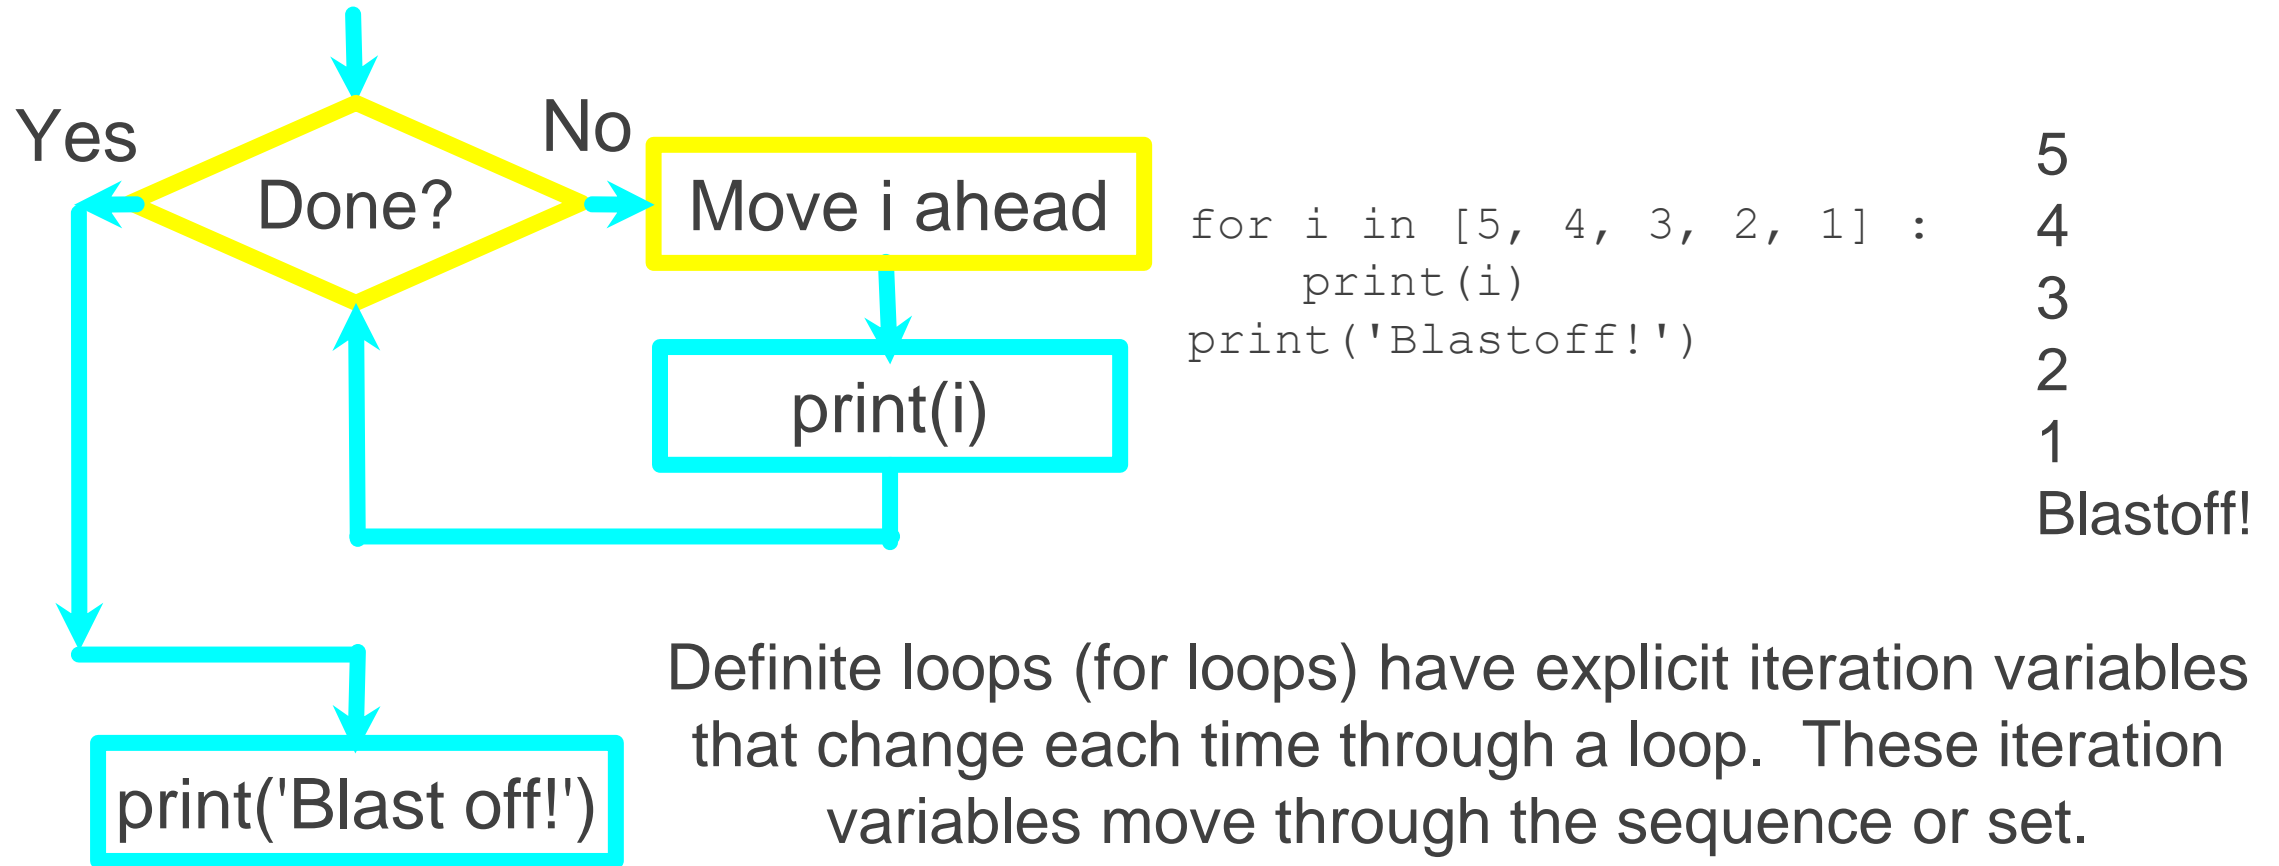 Yes
No
Done?
Move i ahead
print(i)
print('Blast off!')
for i in [5, 4, 3, 2, 1] :
    print(i)
print('Blastoff!')
5
4
3
2
1
Blastoff!
Definite loops (for loops) have explicit iteration variables
that change each time through a loop.  These iteration
variables move through the sequence or set.